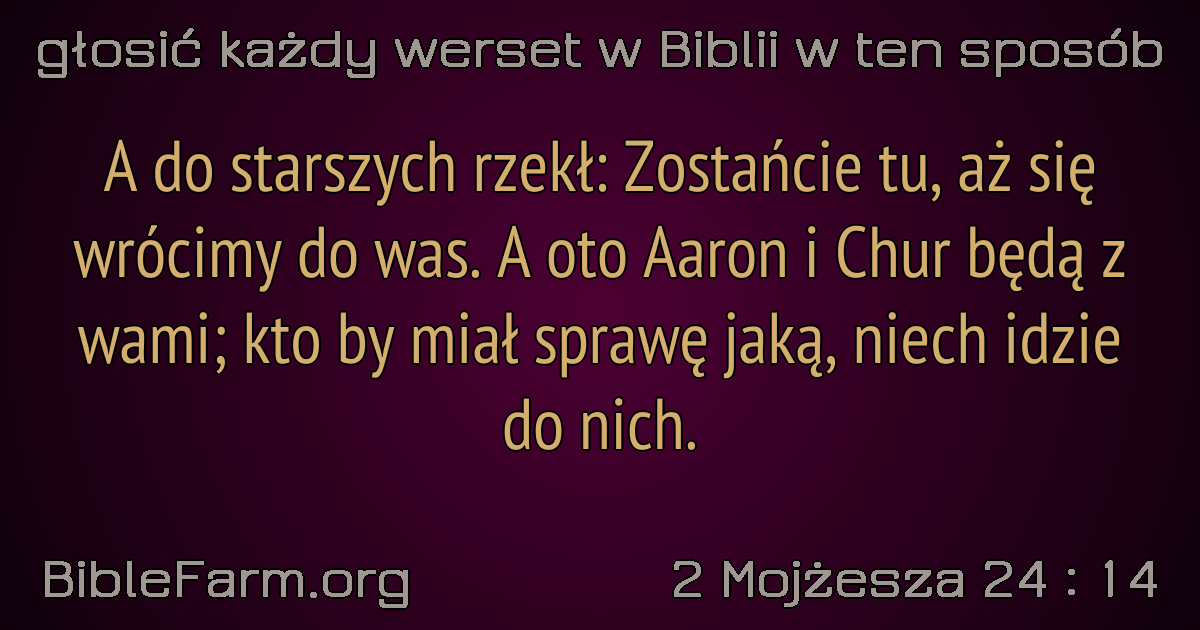 głosić każdy werset w Biblii w ten sposób
A do starszych rzekł: Zostańcie tu, aż się
wrócimy do was. A oto Aaron i Chur będą z
wami; kto by miał sprawę jaką, niech idzie
do nich.
BibleFarm.org
2 Mojżesza 24 : 14